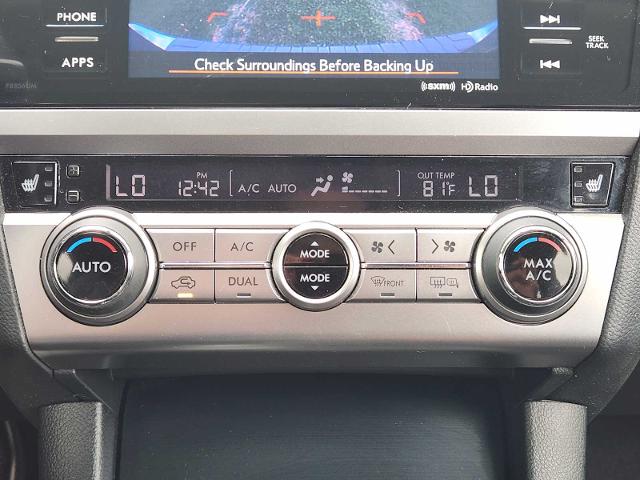 PHONE
APPS
Check Surroundings Before Backing Up
SEEK
TRACK
((sxm)) HD Radio
LO PM 12:42 A/C AUTO OUT TEMP 81°F LO
AUTO OFF A/C MODE MAX
A/C
DUAL MODE FRONT